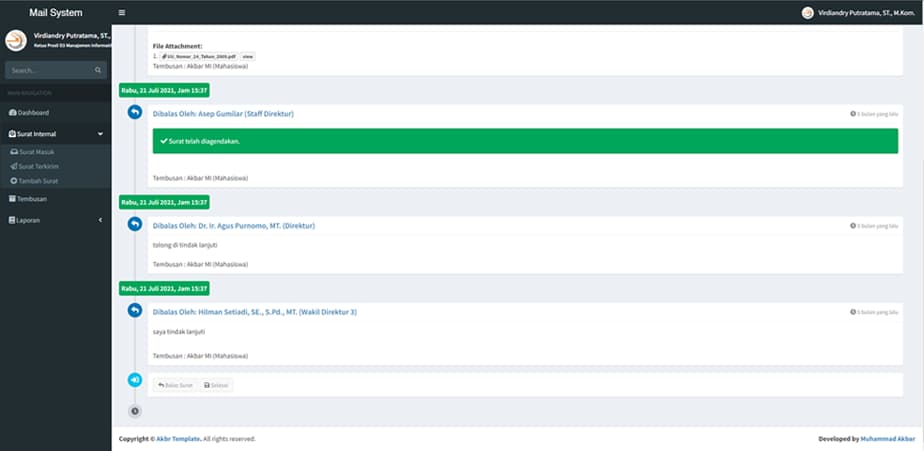 Mail System
Virdiandry Putratama, ST., M.Kom.
Virdiandry Putratama, ST.,
Ketua Prodi D3 Manajemen Informati
Search...
MAIN NAVIGATION
Dashboard
Surat Internal
Surat Masuk
Surat Terkirim
Tambah Surat
Tembusan
Laporan
File Attachment:
1. UU_Nomor_14_Tahun_2005.pdf view
Tembusan : Akbar MI (Mahasiswa)
Rabu, 21 Juli 2021, Jam 15:37
Dibalas Oleh: Asep Gumilar (Staff Direktur)
5 bulan yang lalu
Surat telah diagendakan.
Tembusan : Akbar MI (Mahasiswa)
Rabu, 21 Juli 2021, Jam 15:37
Dibalas Oleh: Dr. Ir. Agus Purnomo, MT. (Direktur)
5 bulan yang lalu
tolong di tindak lanjuti
Tembusan : Akbar MI (Mahasiswa)
Rabu, 21 Juli 2021, Jam 15:37
Dibalas Oleh: Hilman Setiadi, SE., S.Pd., MT. (Wakil Direktur 3)
5 bulan yang lalu
saya tindak lanjuti
Tembusan : Akbar MI (Mahasiswa)
Balas Surat
Selesai
Copyright © Akbr Template. All rights reserved.
Developed by Muhammad Akbar